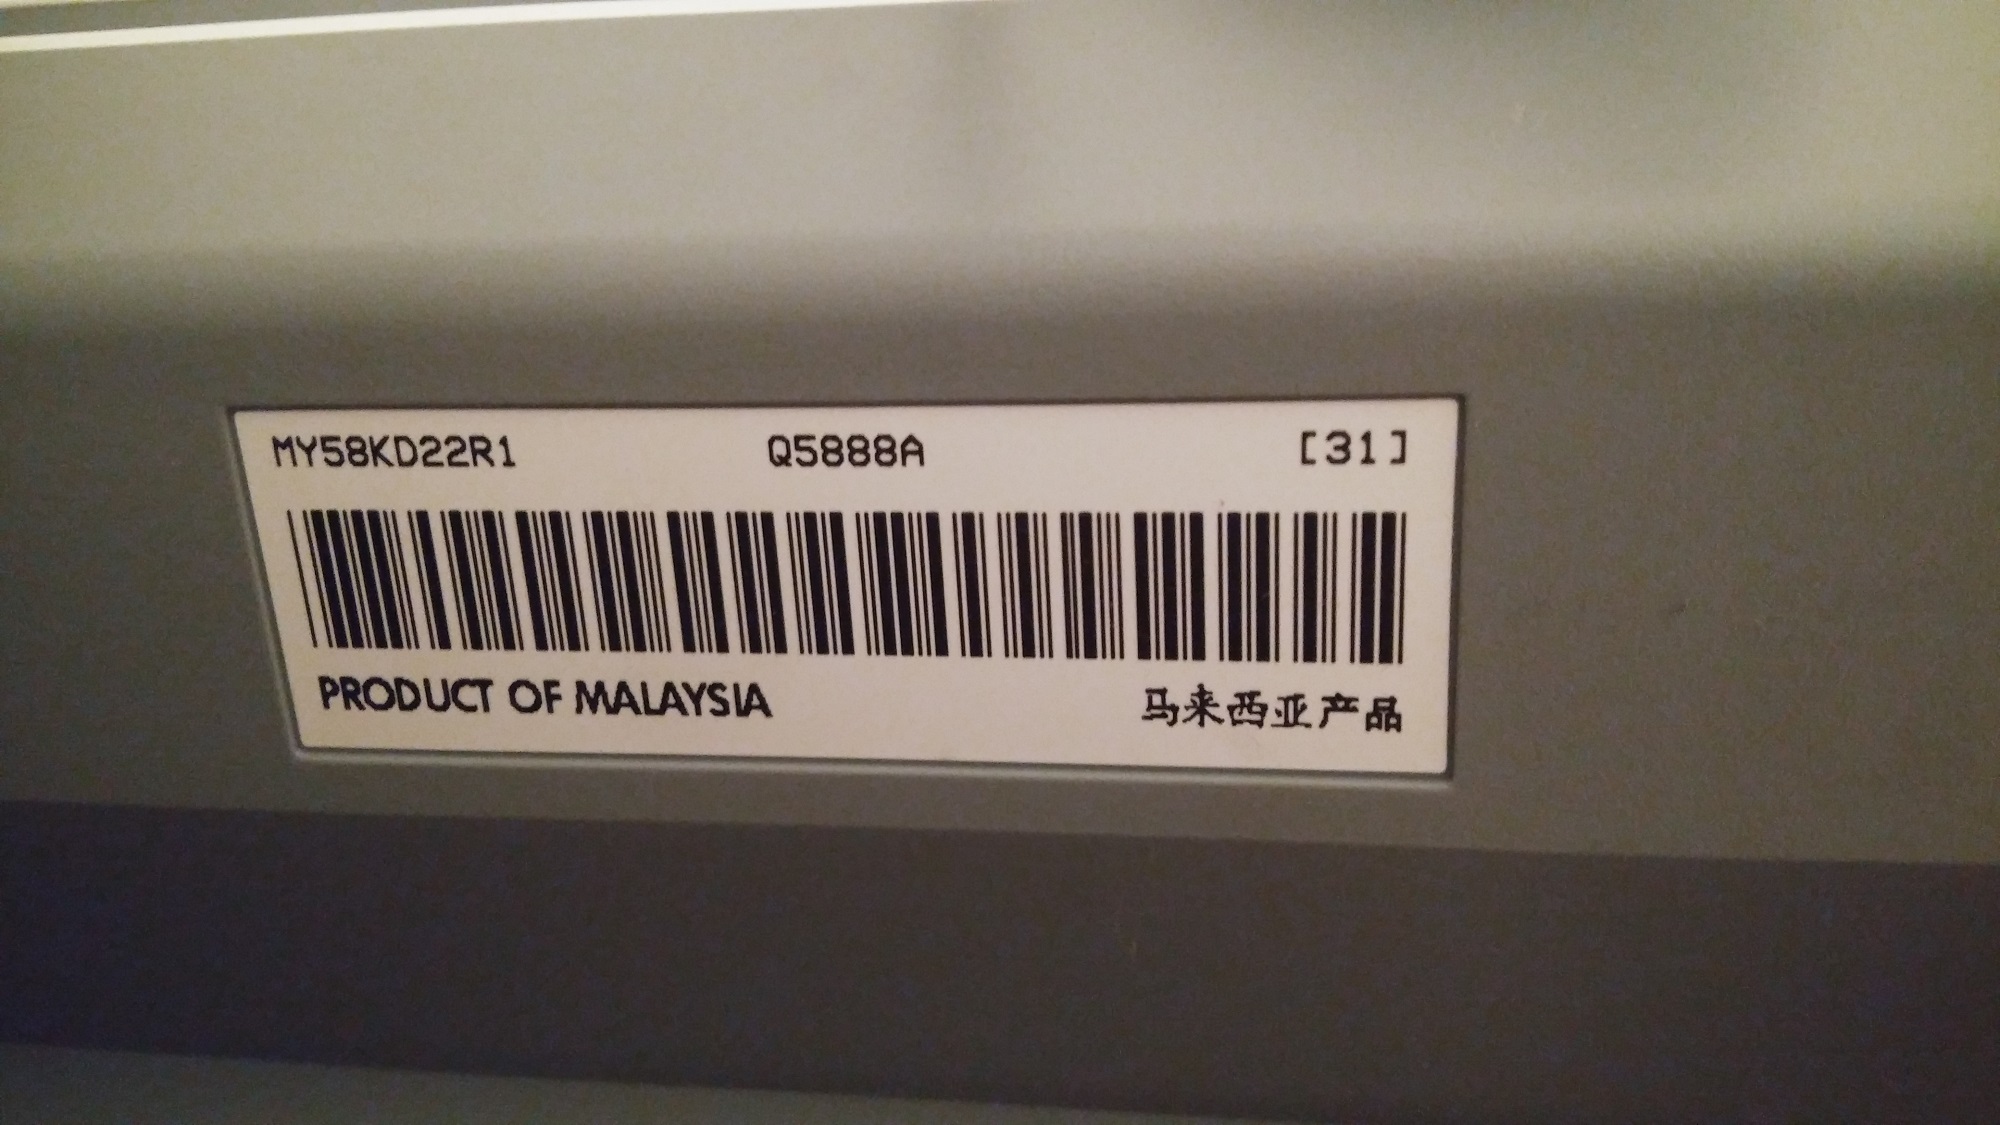 MY58KD22R1 Q5888A [31]
PRODUCT OF MALAYSIA 马来西亚产品